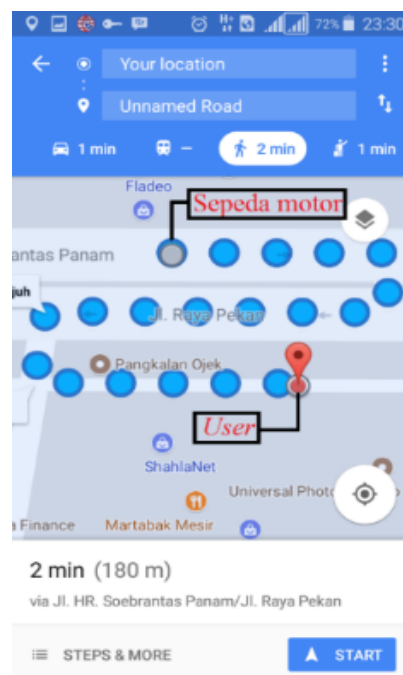 72% 23:30
Your location
Unnamed Road
1 min
2 min
1 min
Fladeo
Sepeda motor
antas Panam
juh
Jl. Raya Pekan
Pangkalan Ojek
User
ShahlaNet
Universal Photo
Finance
Martabak Mesir
2 min (180 m)
via Jl. HR. Soebrantas Panam/Jl. Raya Pekan
STEPS & MORE
START